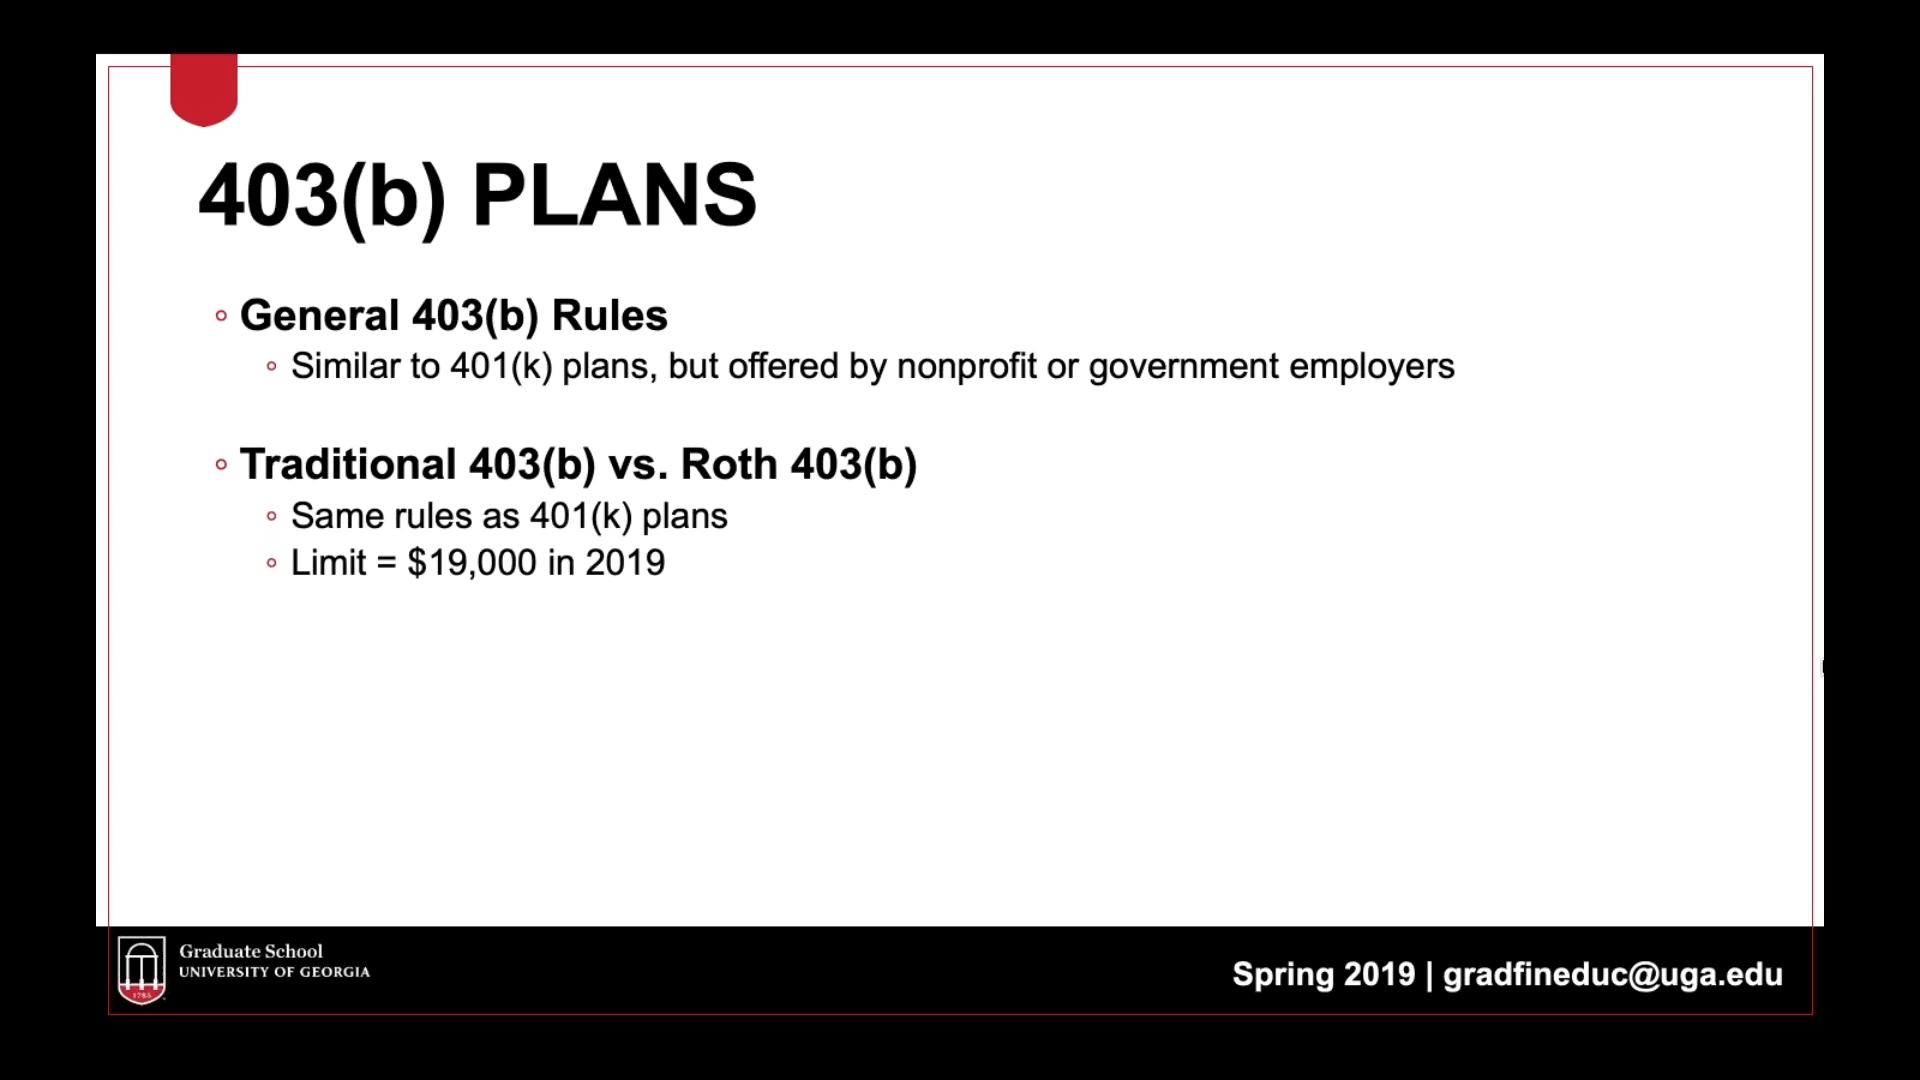 403(b) PLANS
◦ General 403(b) Rules
◦ Similar to 401(k) plans, but offered by nonprofit or government employers
◦ Traditional 403(b) vs. Roth 403(b)
◦ Same rules as 401(k) plans
◦ Limit = $19,000 in 2019
1785
Graduate School
UNIVERSITY OF GEORGIA
Spring 2019 | gradfineduc@uga.edu